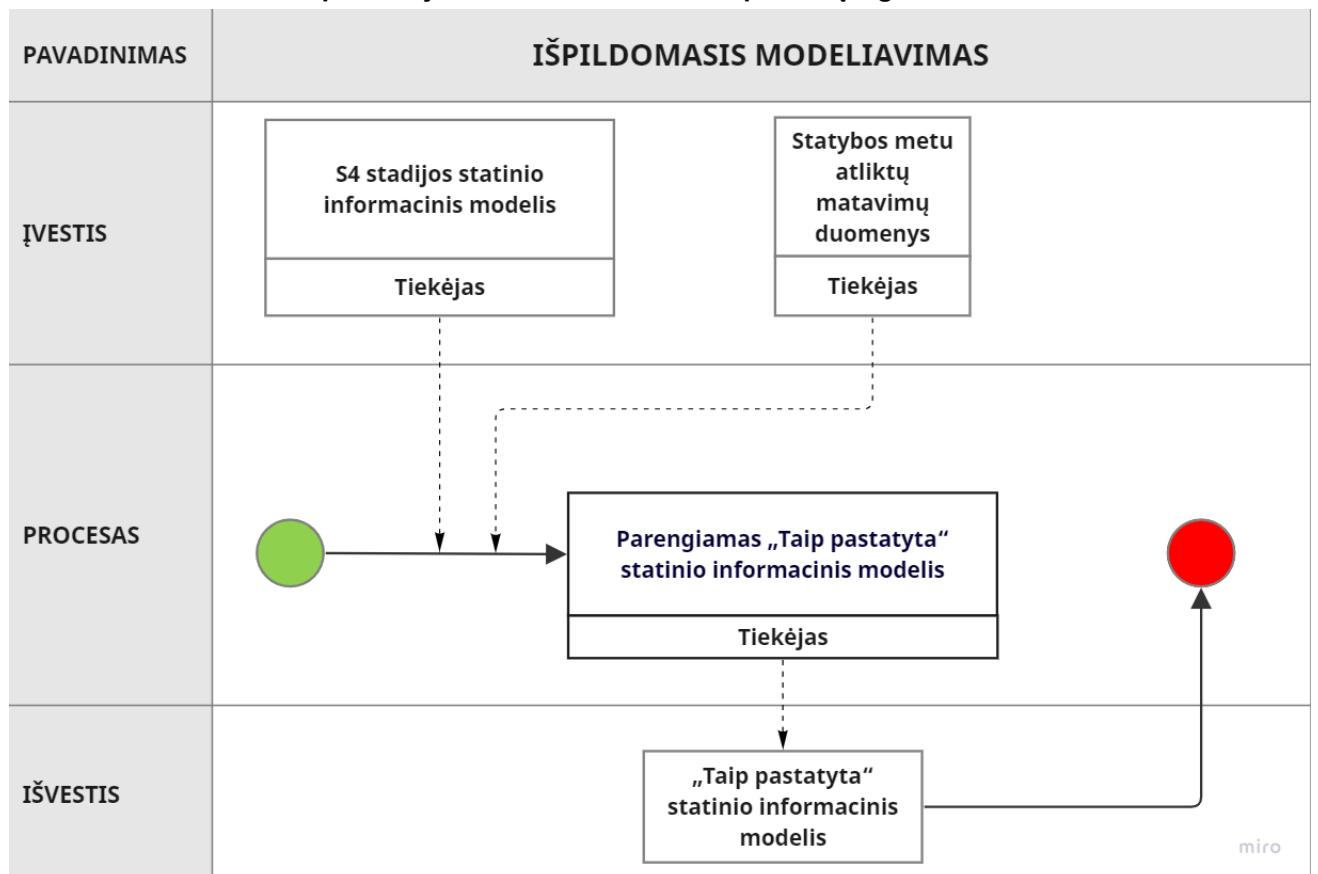 PAVADINIMAS
IŠPILDOMASIS MODELIAVIMAS
ĮVESTIS
S4 stadijos statinio
informacinis modelis
Tiekėjas
Statybos metu
atliktų
matavimų
duomenys
Tiekėjas
PROCESAS
Parengiamas „Taip pastatyta“
statinio informacinis modelis
Tiekėjas
IŠVESTIS
„Taip pastatyta“
statinio informacinis
modelis
miro